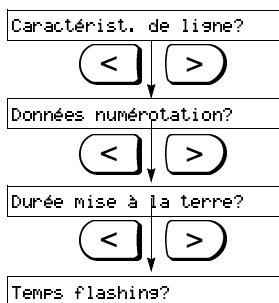 Caractérist. de ligne?
< >
Données numérotation?
< >
Durée mise à la terre?
< >
Temps flashing?